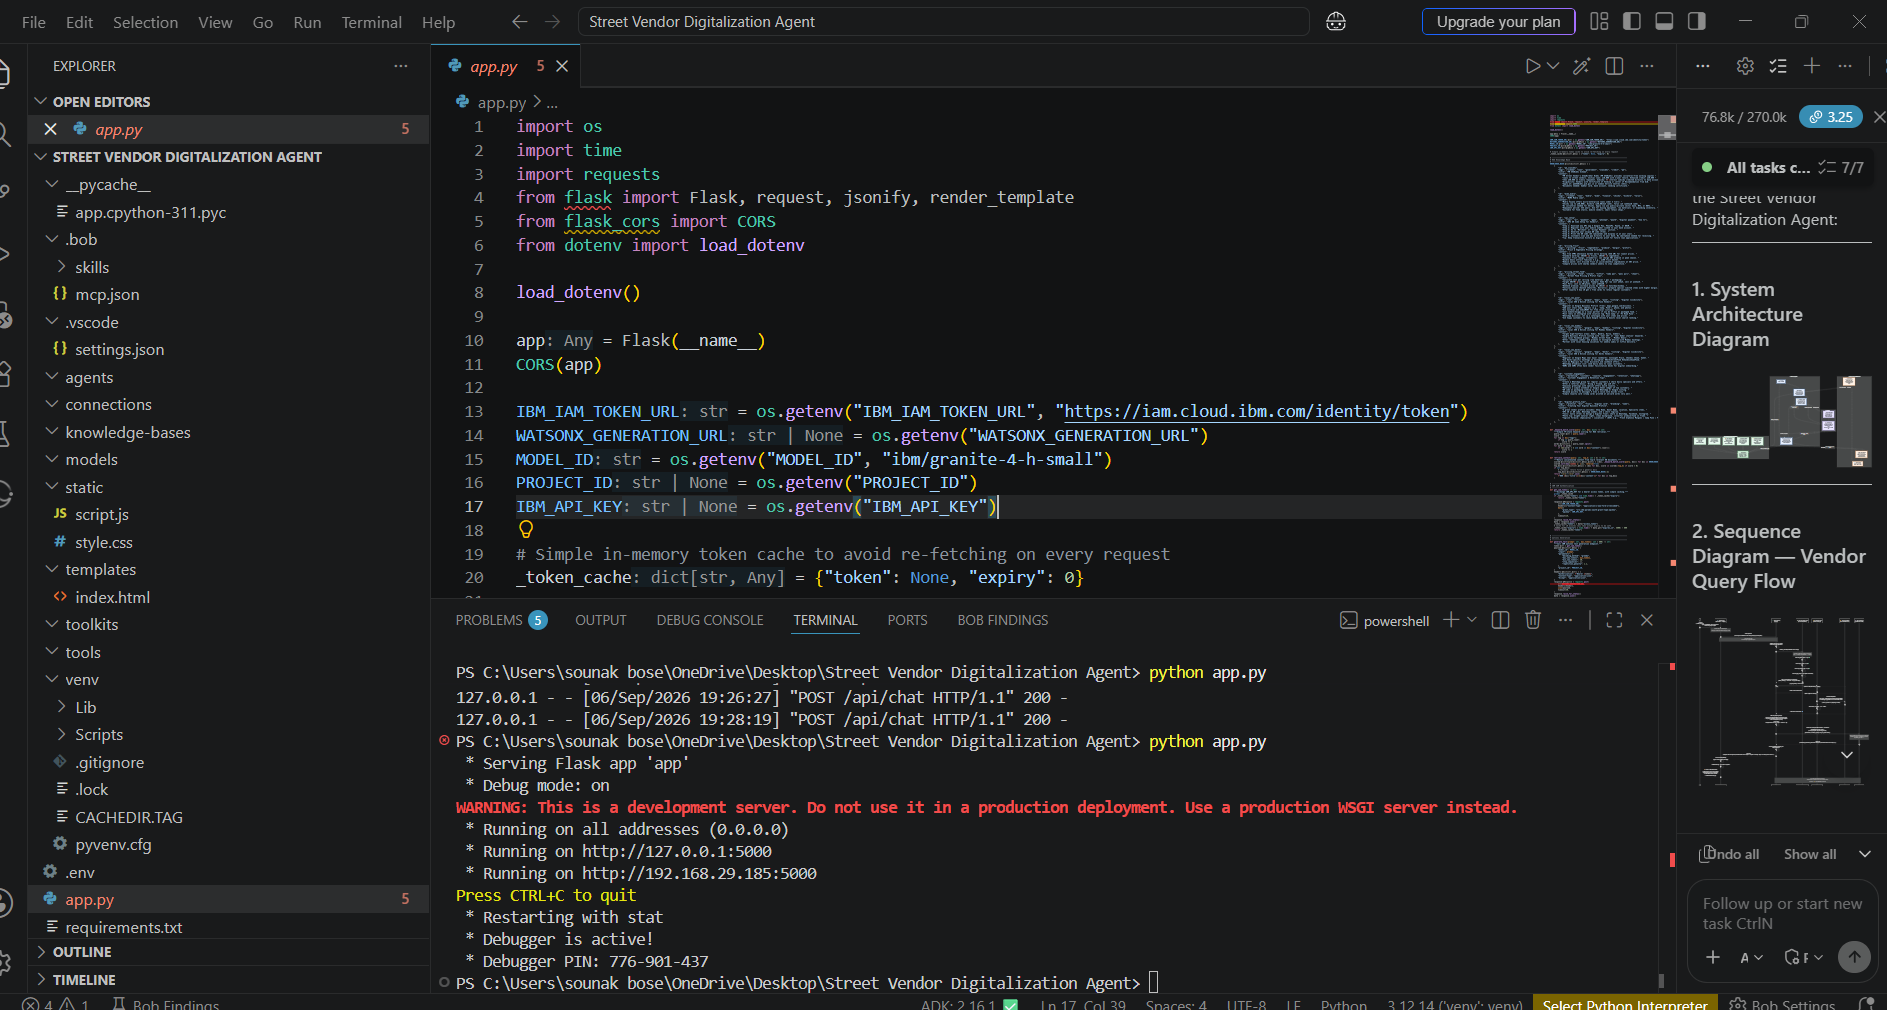 File Edit Selection View Go Run Terminal Help
Street Vendor Digitalization Agent
Upgrade your plan
EXPLORER
OPEN EDITORS
app.py 5
STREET VENDOR DIGITALIZATION AGENT
__pycache__
app.cpython-311.pyc
.bob
skills
mcp.json
.vscode
settings.json
agents
connections
knowledge-bases
models
static
JS script.js
# style.css
templates
<> index.html
toolkits
tools
venv
Lib
Scripts
.gitignore
.lock
CACHEDIR.TAG
pyvenv.cfg
.env
app.py 5
requirements.txt
OUTLINE
TIMELINE
app.py 5
app.py > ...
1 import os
2 import time
3 import requests
4 from flask import Flask, request, jsonify, render_template
5 from flask_cors import CORS
6 from dotenv import load_dotenv
7
8 load_dotenv()
9
10 app: Any = Flask(__name__)
11 CORS(app)
12
13 IBM_IAM_TOKEN_URL: str = os.getenv("IBM_IAM_TOKEN_URL", "https://iam.cloud.ibm.com/identity/token")
14 WATSONX_GENERATION_URL: str | None = os.getenv("WATSONX_GENERATION_URL")
15 MODEL_ID: str = os.getenv("MODEL_ID", "ibm/granite-4-h-small")
16 PROJECT_ID: str | None = os.getenv("PROJECT_ID")
17 IBM_API_KEY: str | None = os.getenv("IBM_API_KEY")
18
19 # Simple in-memory token cache to avoid re-fetching on every request
20 _token_cache: dict[str, Any] = {"token": None, "expiry": 0}
PROBLEMS 5 OUTPUT DEBUG CONSOLE TERMINAL PORTS BOB FINDINGS
powershell
PS C:\Users\sounak bose\OneDrive\Desktop\Street Vendor Digitalization Agent> python app.py
127.0.0.1 - - [06/Sep/2026 19:26:27] "POST /api/chat HTTP/1.1" 200 -
127.0.0.1 - - [06/Sep/2026 19:28:19] "POST /api/chat HTTP/1.1" 200 -
PS C:\Users\sounak bose\OneDrive\Desktop\Street Vendor Digitalization Agent> python app.py
* Serving Flask app 'app'
* Debug mode: on
WARNING: This is a development server. Do not use it in a production deployment. Use a production WSGI server instead.
* Running on all addresses (0.0.0.0)
* Running on http://127.0.0.1:5000
* Running on http://192.168.29.185:5000
Press CTRL+C to quit
* Restarting with stat
* Debugger is active!
* Debugger PIN: 776-901-437
PS C:\Users\sounak bose\OneDrive\Desktop\Street Vendor Digitalization Agent>
76.8k / 270.0k 3.25
All tasks c... 7/7
the Street Vendor
Digitalization Agent:
1. System
Architecture
Diagram
2. Sequence
Diagram — Vendor
Query Flow
Undo all Show all
Follow up or start new
task CtrlN
4 1 Bob Findings
ADK: 2.16.1 Ln 17, Col 39 Spaces: 4 UTF-8 LF Python 3.12.14 ('venv': venv) Select Python Interpreter Bob Settings